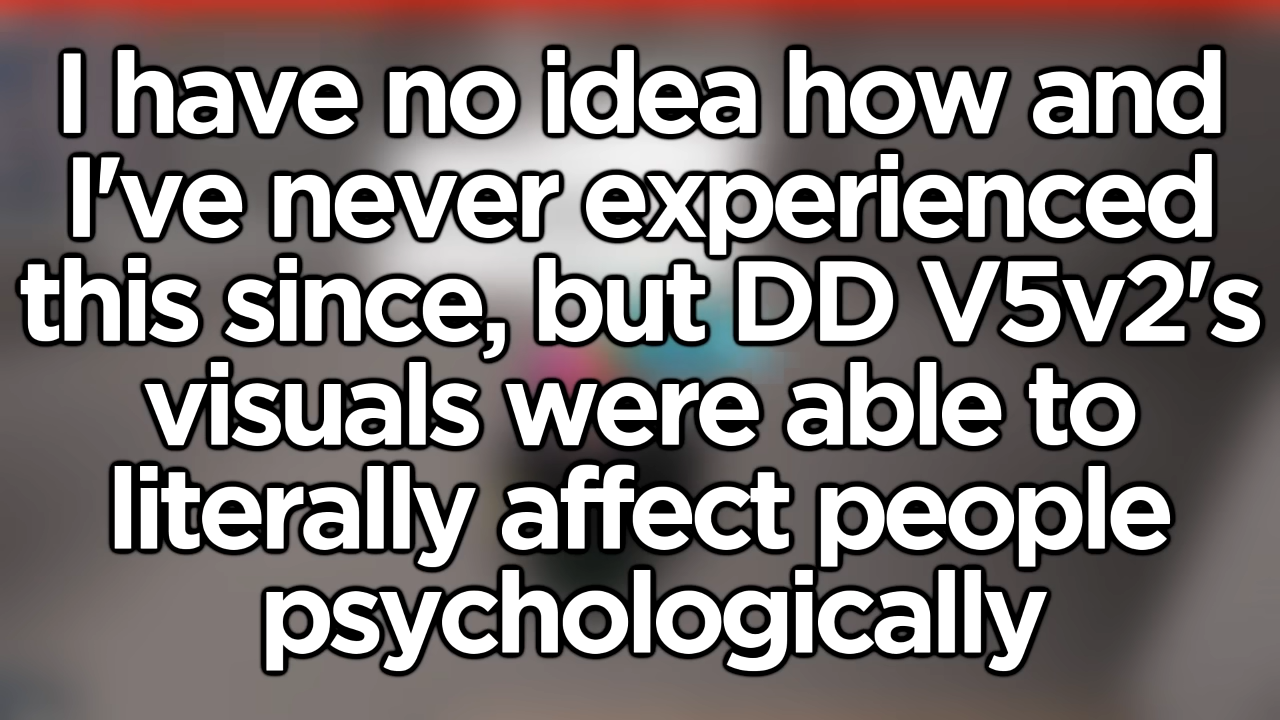 I have no idea how and
I've never experienced
this since, but DD V5v2's
visuals were able to
literally affect people
psychologically